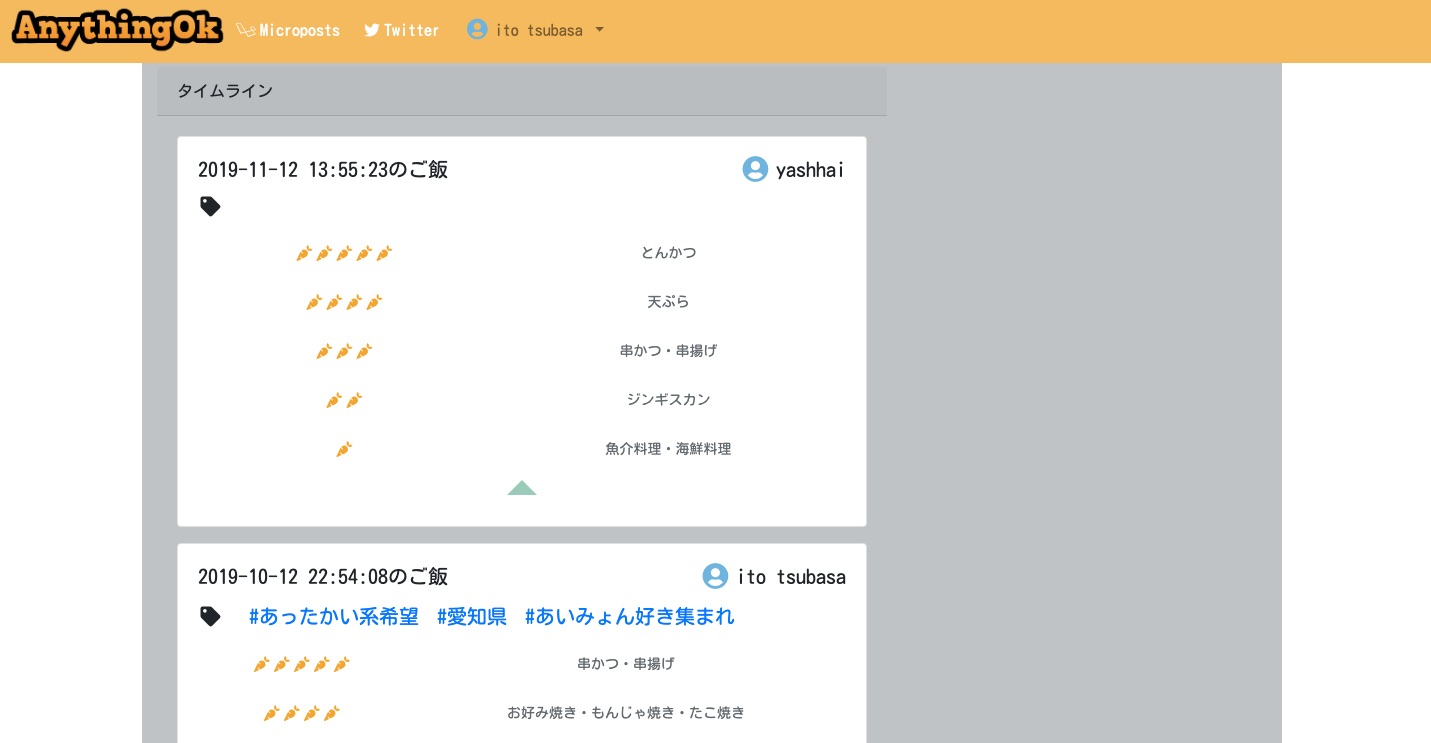 AnythingOk Microposts Twitter ito tsubasa
タイムライン
2019-11-12 13:55:23のご飯 yashhai
とんかつ
天ぷら
串かつ・串揚げ
ジンギスカン
魚介料理・海鮮料理
2019-10-12 22:54:08のご飯 ito tsubasa
#あったかい系希望 #愛知県 #あいみょん好き集まれ
串かつ・串揚げ
お好み焼き・もんじゃ焼き・たこ焼き